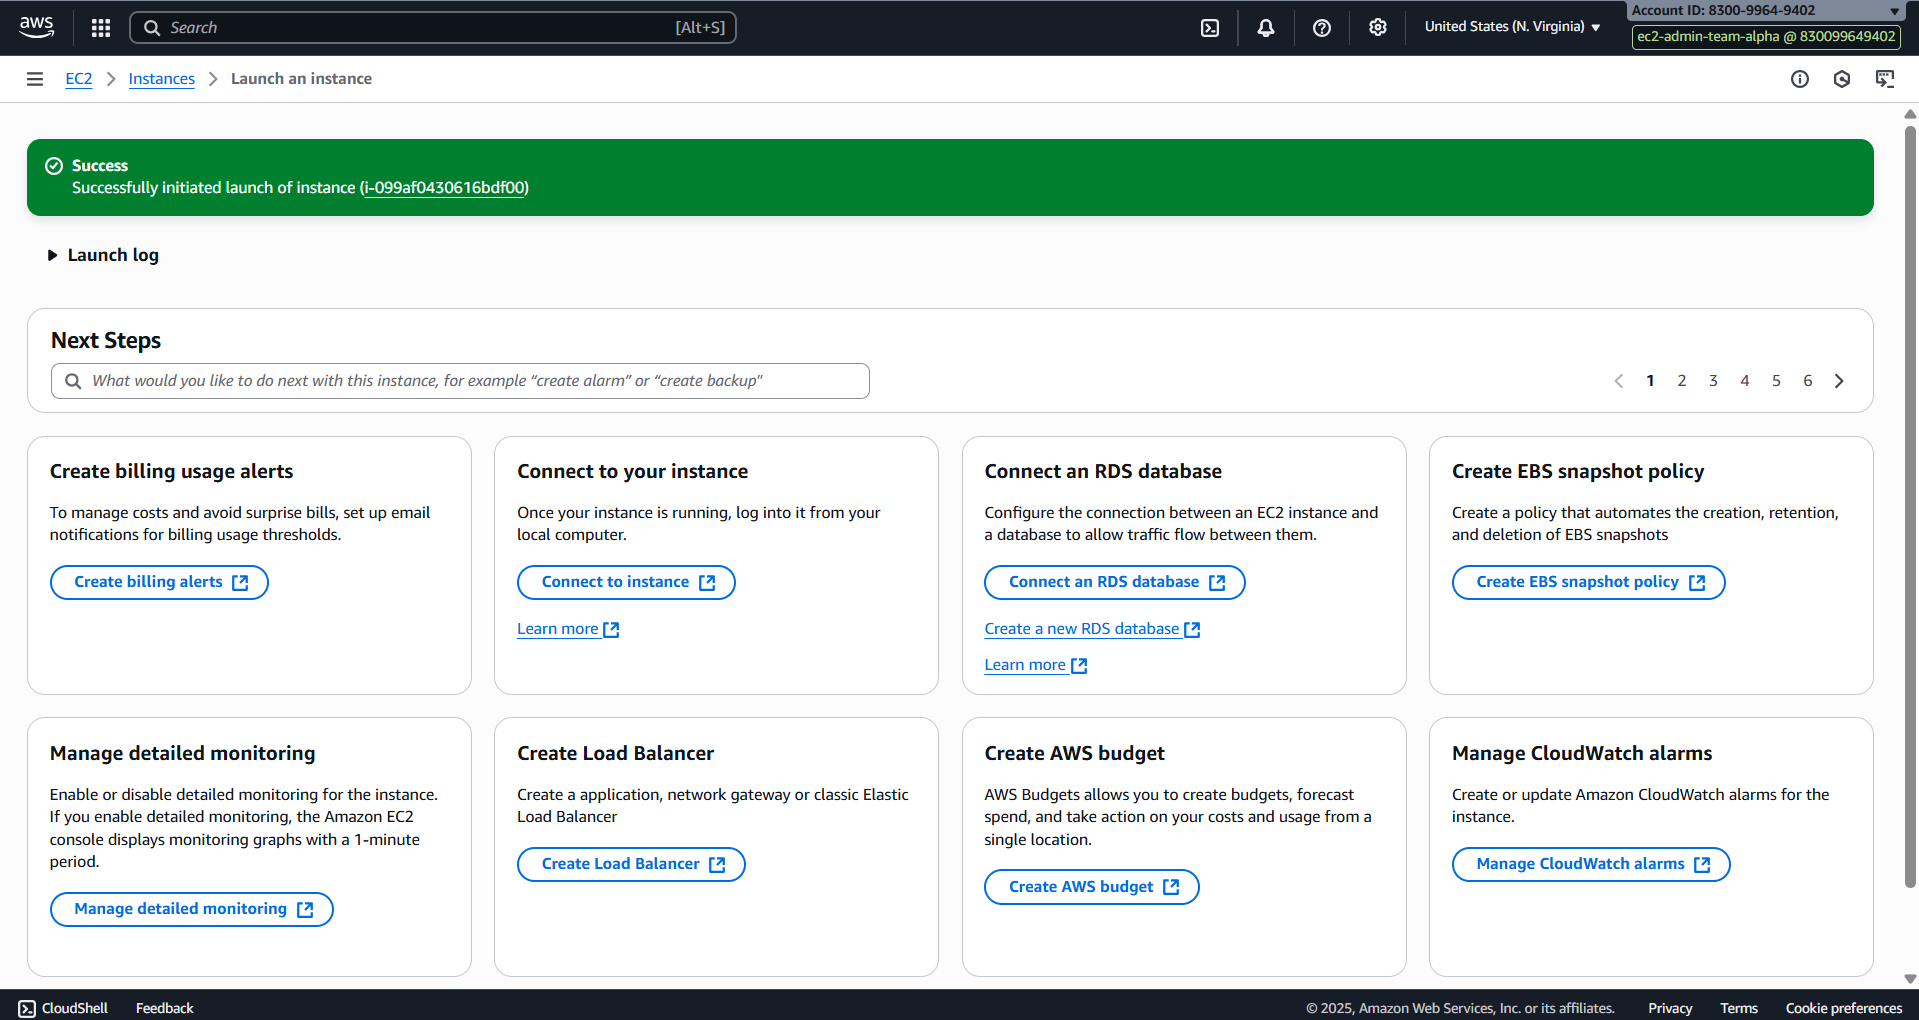 aws
Search [Alt+S]
United States (N. Virginia)
Account ID: 8300-9964-9402
ec2-admin-team-alpha @ 830099649402
EC2 Instances Launch an instance
Success
Successfully initiated launch of instance (i-099af0430616bdf00)
Launch log
Next Steps
What would you like to do next with this instance, for example “create alarm” or “create backup"
1 2 3 4 5 6
Create billing usage alerts
To manage costs and avoid surprise bills, set up email
notifications for billing usage thresholds.
Create billing alerts
Connect to your instance
Once your instance is running, log into it from your
local computer.
Connect to instance
Learn more
Connect an RDS database
Configure the connection between an EC2 instance and
a database to allow traffic flow between them.
Connect an RDS database
Create a new RDS database
Learn more
Create EBS snapshot policy
Create a policy that automates the creation, retention,
and deletion of EBS snapshots
Create EBS snapshot policy
Manage detailed monitoring
Enable or disable detailed monitoring for the instance.
If you enable detailed monitoring, the Amazon EC2
console displays monitoring graphs with a 1-minute
period.
Manage detailed monitoring
Create Load Balancer
Create a application, network gateway or classic Elastic
Load Balancer
Create Load Balancer
Create AWS budget
AWS Budgets allows you to create budgets, forecast
spend, and take action on your costs and usage from a
single location.
Create AWS budget
Manage CloudWatch alarms
Create or update Amazon CloudWatch alarms for the
instance.
Manage CloudWatch alarms
CloudShell Feedback
© 2025, Amazon Web Services, Inc. or its affiliates. Privacy Terms Cookie preferences